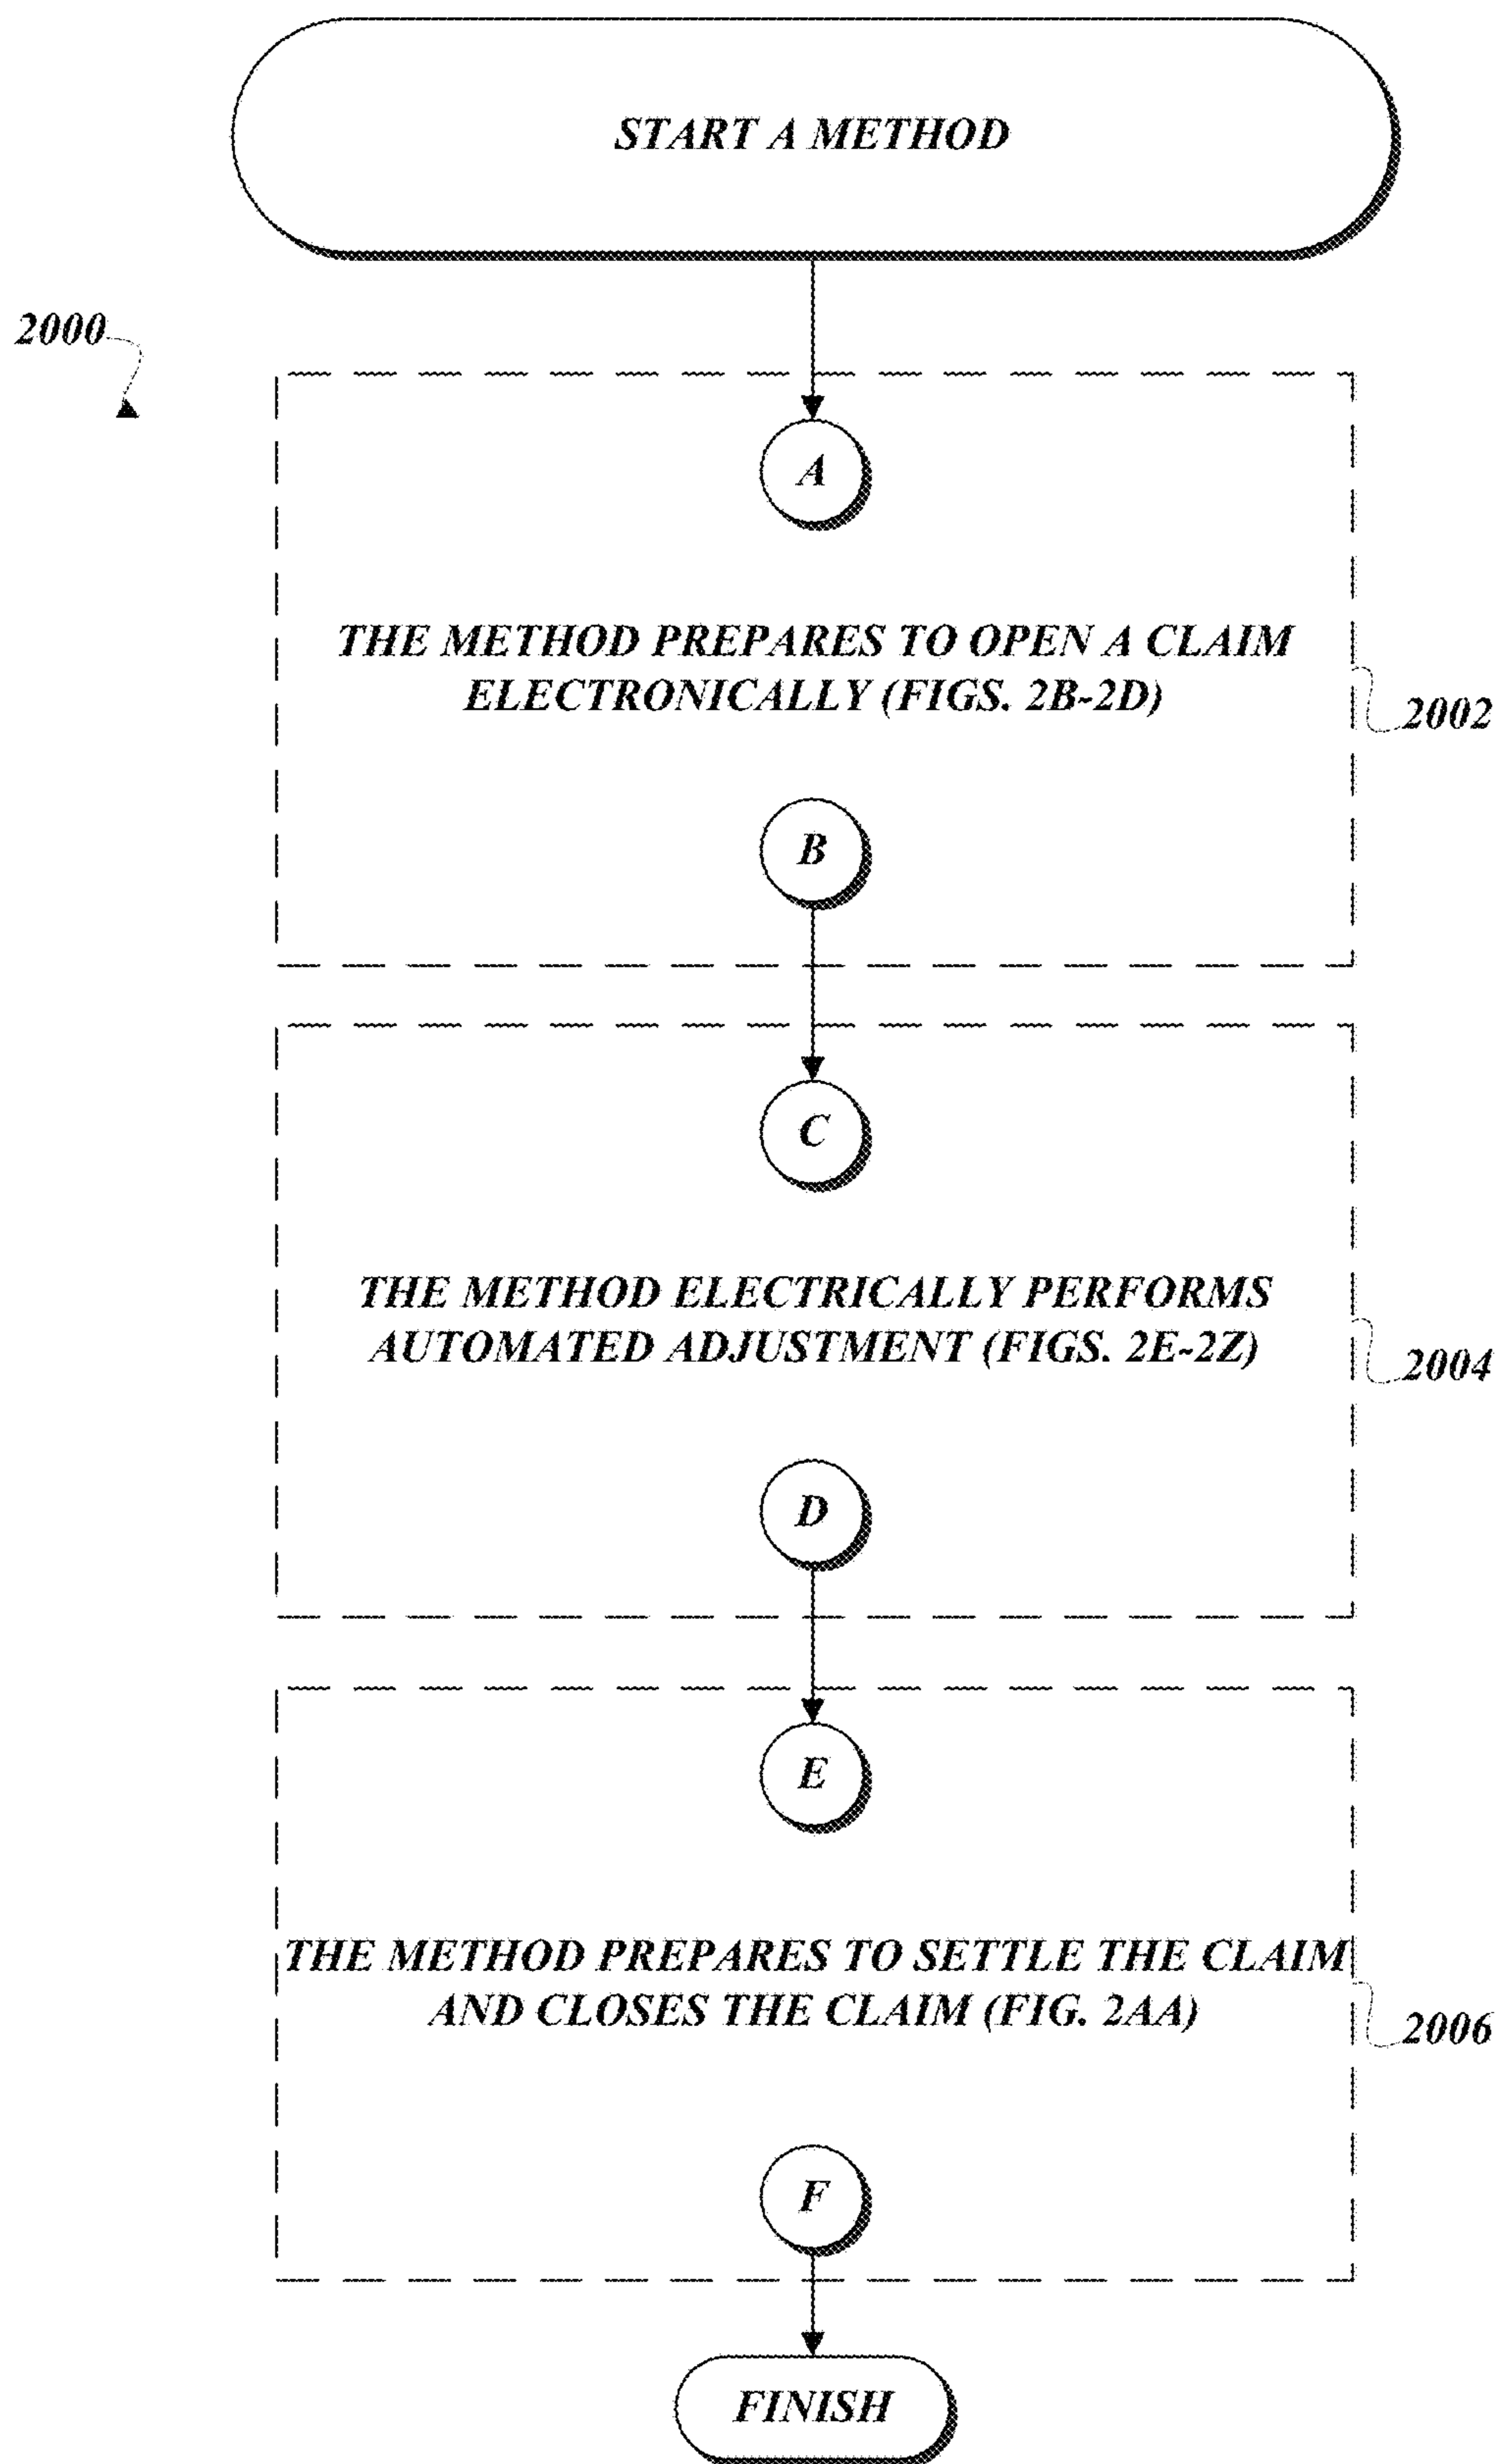 START A METHOD
2000
A
THE METHOD PREPARES TO OPEN A CLAIM
ELECTRONICALLY (FIGS. 2B-2D)
2002
B
C
THE METHOD ELECTRICALLY PERFORMS
AUTOMATED ADJUSTMENT (FIGS. 2E-2Z)
2004
D
E
THE METHOD PREPARES TO SETTLE THE CLAIM
AND CLOSES THE CLAIM (FIG. 2AA)
2006
F
FINISH